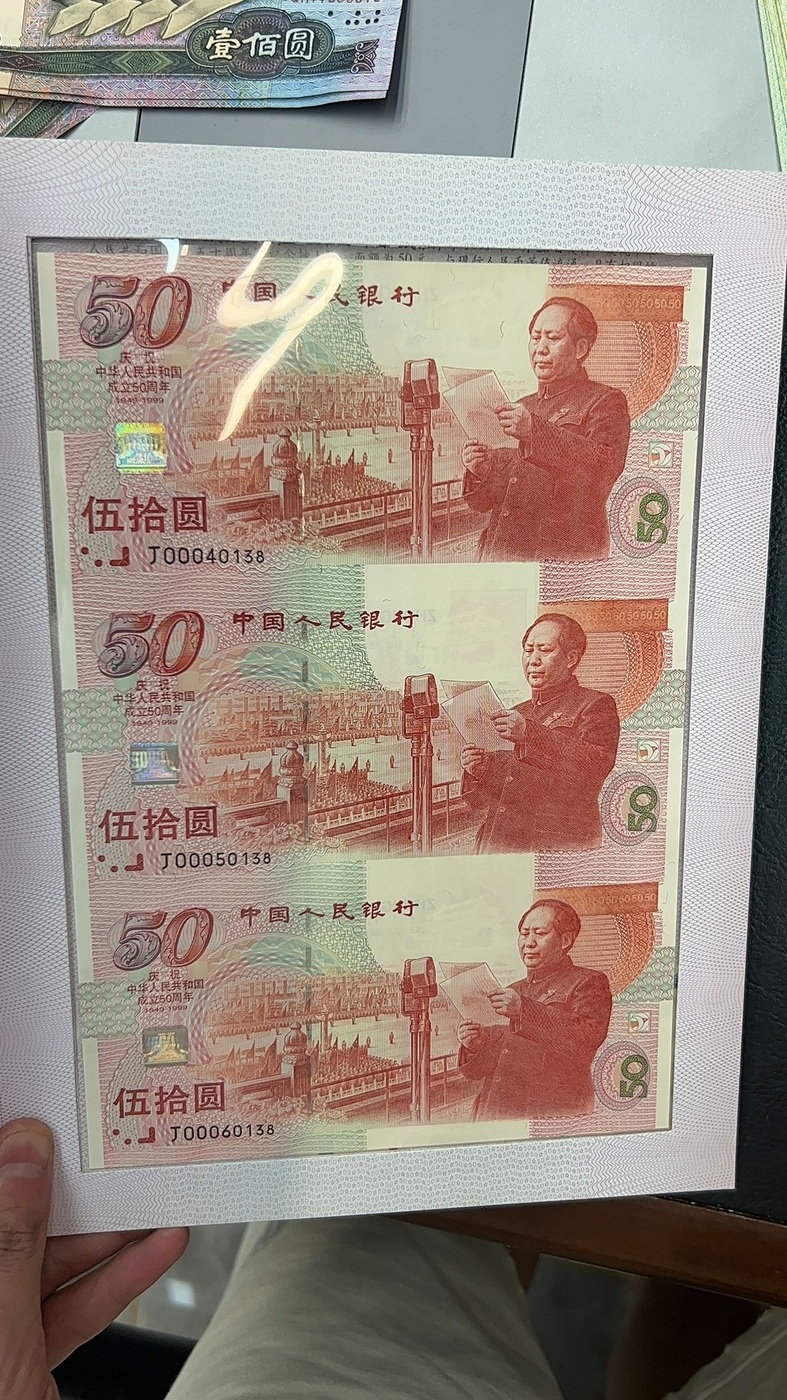 壹佰圆
50
中国人民银行
庆祝
中华人民共和国
成立50周年
1949-1999
伍拾圆
J00040138
50
50
中国人民银行
庆祝
中华人民共和国
成立50周年
1949-1999
伍拾圆
J00050138
50
50
中国人民银行
庆祝
中华人民共和国
成立50周年
1949-1999
伍拾圆
J00060138
50